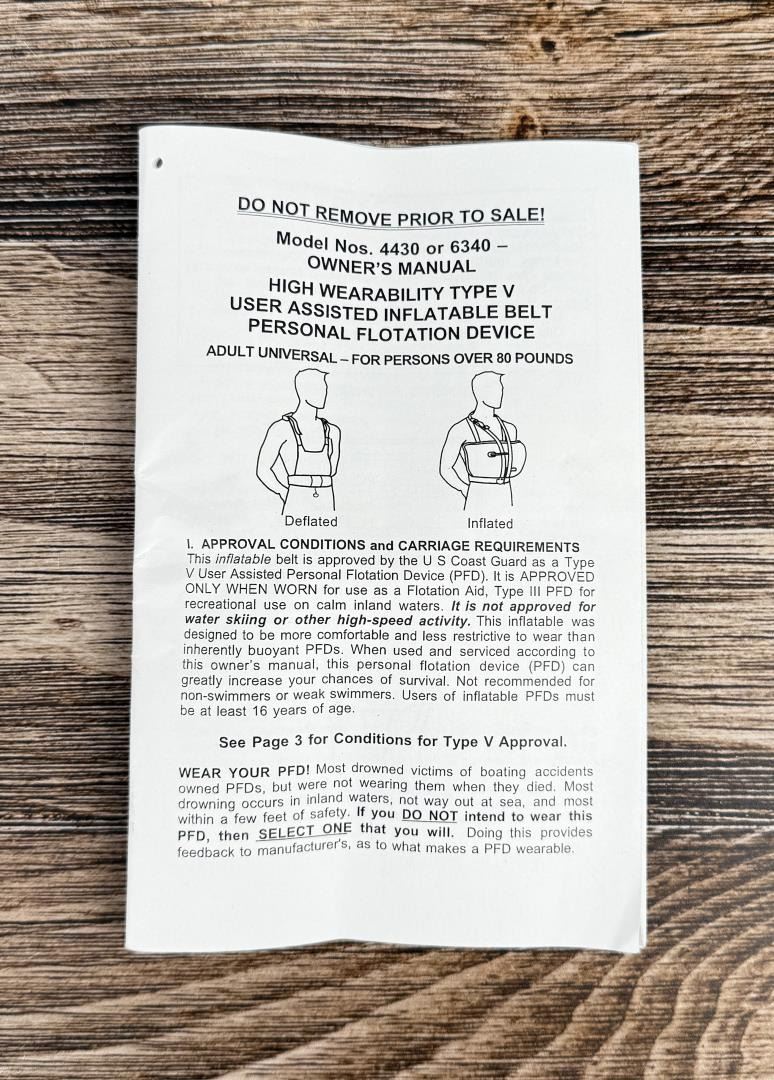 DO NOT REMOVE PRIOR TO SALE!
Model Nos. 4430 or 6340 –
OWNER'S MANUAL
HIGH WEARABILITY TYPE V
USER ASSISTED INFLATABLE BELT
PERSONAL FLOTATION DEVICE
ADULT UNIVERSAL – FOR PERSONS OVER 80 POUNDS
Deflated Inflated
I. APPROVAL CONDITIONS and CARRIAGE REQUIREMENTS
This inflatable belt is approved by the U S Coast Guard as a Type
V User Assisted Personal Flotation Device (PFD). It is APPROVED
ONLY WHEN WORN for use as a Flotation Aid, Type III PFD for
recreational use on calm inland waters. It is not approved for
water skiing or other high-speed activity. This inflatable was
designed to be more comfortable and less restrictive to wear than
inherently buoyant PFDs. When used and serviced according to
this owner's manual, this personal flotation device (PFD) can
greatly increase your chances of survival. Not recommended for
non-swimmers or weak swimmers. Users of inflatable PFDs must
be at least 16 years of age.
See Page 3 for Conditions for Type V Approval.
WEAR YOUR PFD! Most drowned victims of boating accidents
owned PFDs, but were not wearing them when they died. Most
drowning occurs in inland waters, not way out at sea, and most
within a few feet of safety. If you DO NOT intend to wear this
PFD, then SELECT ONE that you will. Doing this provides
feedback to manufacturer's, as to what makes a PFD wearable.